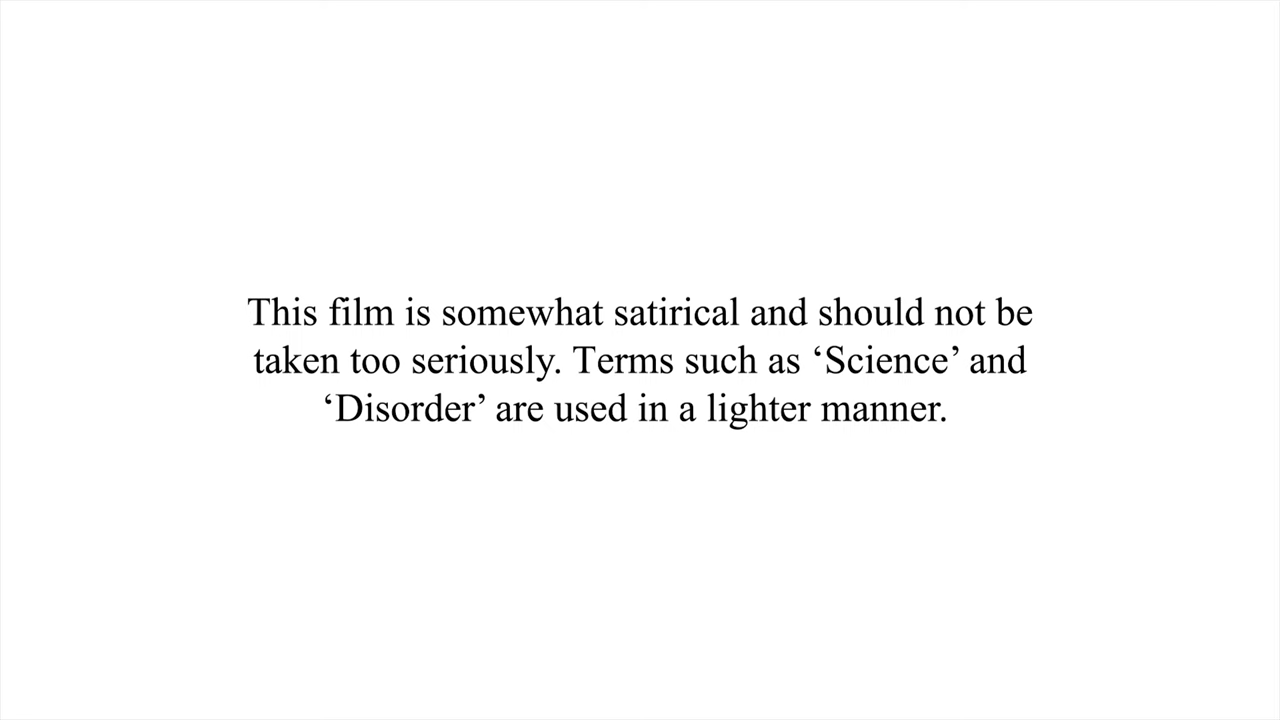 This film is somewhat satirical and should not be
taken too seriously. Terms such as ‘Science’ and
‘Disorder’ are used in a lighter manner.